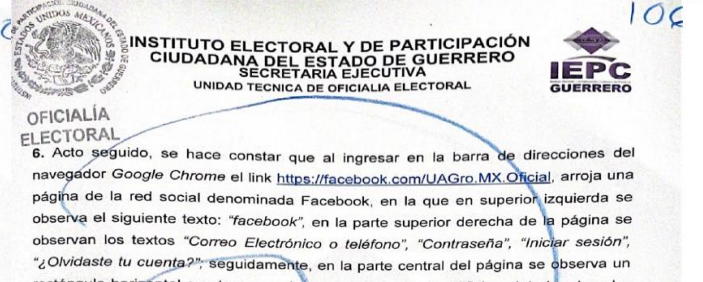 106
ESTADOS UNIDOS MEXICANOS
INSTITUTO ELECTORAL Y DE PARTICIPACIÓN
CIUDADANA DEL ESTADO DE GUERRERO
SECRETARIA EJECUTIVA
UNIDAD TECNICA DE OFICIALIA ELECTORAL
IEPC
GUERRERO
OFICIALÍA
ELECTORAL
6. Acto seguido, se hace constar que al ingresar en la barra de direcciones del
navegador Google Chrome el link https://facebook.com/UAGro.MX.Oficial, arroja una
página de la red social denominada Facebook, en la que en superior izquierda se
observa el siguiente texto: “facebook”, en la parte superior derecha de la página se
observan los textos “Correo Electrónico o teléfono”, “Contraseña”, “Iniciar sesión”,
“¿Olvidaste tu cuenta?”; seguidamente, en la parte central del página se observa un